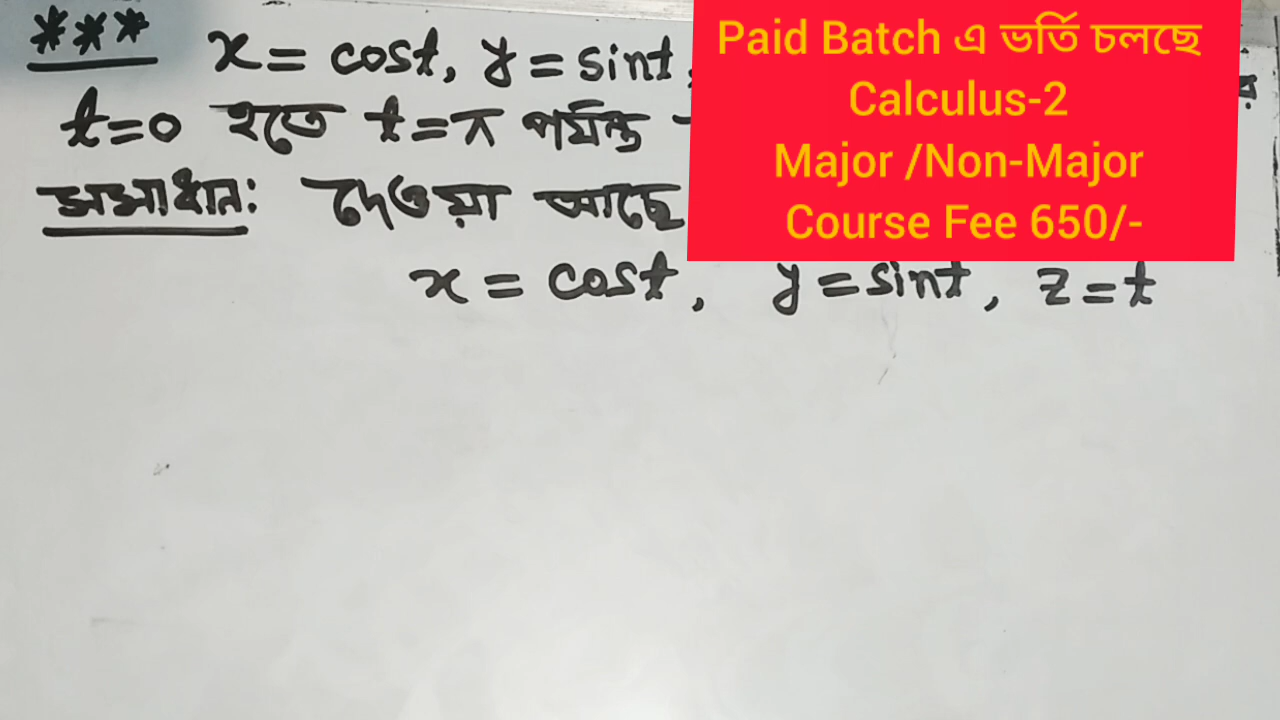 *** x = cost, y = sint,
t=0 হতে t=π পর্যন্ত
সমাধান: দেওয়া আছে
x = cost, y = sint, z = t
Paid Batch এ ভর্তি চলছে
Calculus-2
Major /Non-Major
Course Fee 650/-